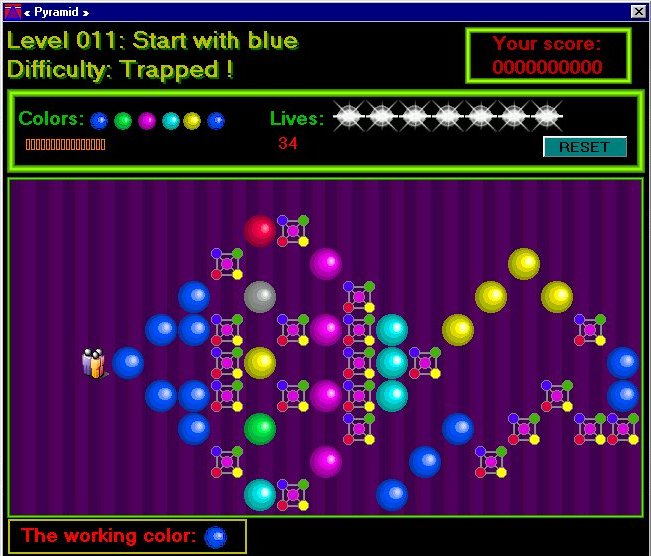 « Pyramid »
Level 011: Start with blue
Difficulty: Trapped !
Your score:
0000000000
Colors:
Lives:
34
RESET
The working color: